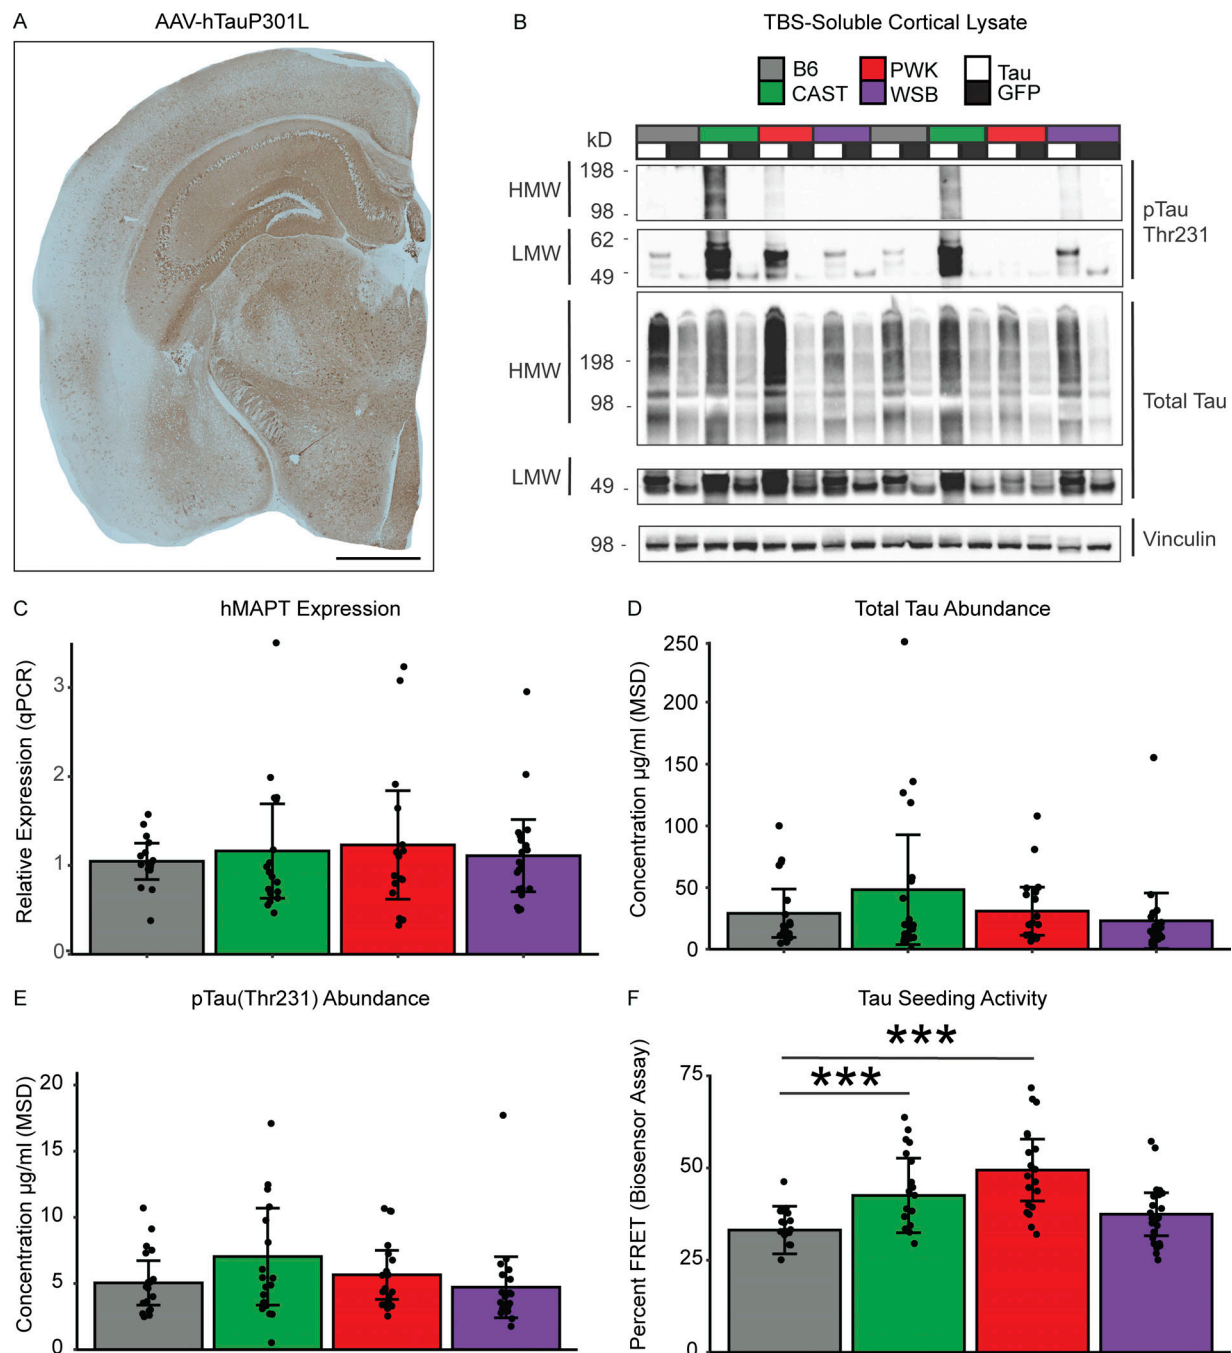 A
AAV-hTauP301L
B
TBS-Soluble Cortical Lysate
B6
PWK
Tau
CAST
WSB
GFP
kD
HMW
198 -
98 -
pTau
Thr231
LMW
62 -
49 -
HMW
198 -
98 -
Total Tau
LMW
49 -
98 -
Vinculin
C
hMAPT Expression
Relative Expression (qPCR)
3
2
1
0
D
Total Tau Abundance
Concentration µg/ml (MSD)
250
200
150
100
50
0
E
pTau(Thr231) Abundance
Concentration µg/ml (MSD)
20
15
10
5
0
F
Tau Seeding Activity
Percent FRET (Biosensor Assay)
75
50
25
0
***
***